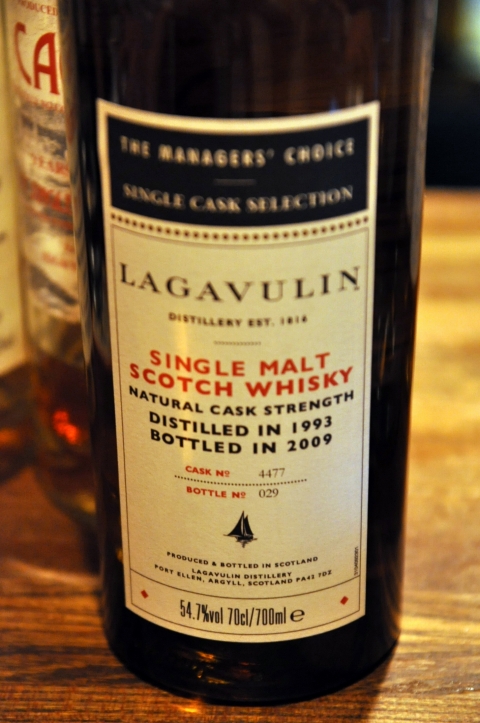 CA
YEARS
THE MANAGERS' CHOICE
SINGLE CASK SELECTION
LAGAVULIN
DISTILLERY EST. 1816
SINGLE MALT
SCOTCH WHISKY
NATURAL CASK STRENGTH
DISTILLED IN 1993
BOTTLED IN 2009
CASK Nº 4477
BOTTLE Nº 029
PRODUCED & BOTTLED IN SCOTLAND
LAGAVULIN DISTILLERY
PORT ELLEN, ARGYLL, SCOTLAND PA42 7DZ
54.7%vol 70cl/700ml e